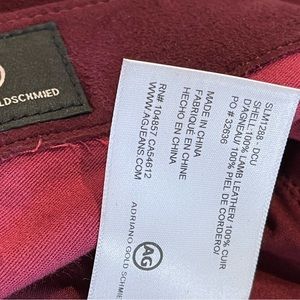 OLDSCHMIED
SLM1288 - DCU
SHELL:100% LAMB LEATHER/ 100% CUIR
D'AGNEAU/ 100% PIEL DE CORDERO/
PO # 32636
MADE IN CHINA
FABRIQUÉ EN CHINE
HECHO EN CHINA
RN# 104857 CA54612
WWW.AGJEANS.COM
AG
ADRIANO GOLDSCHMIED